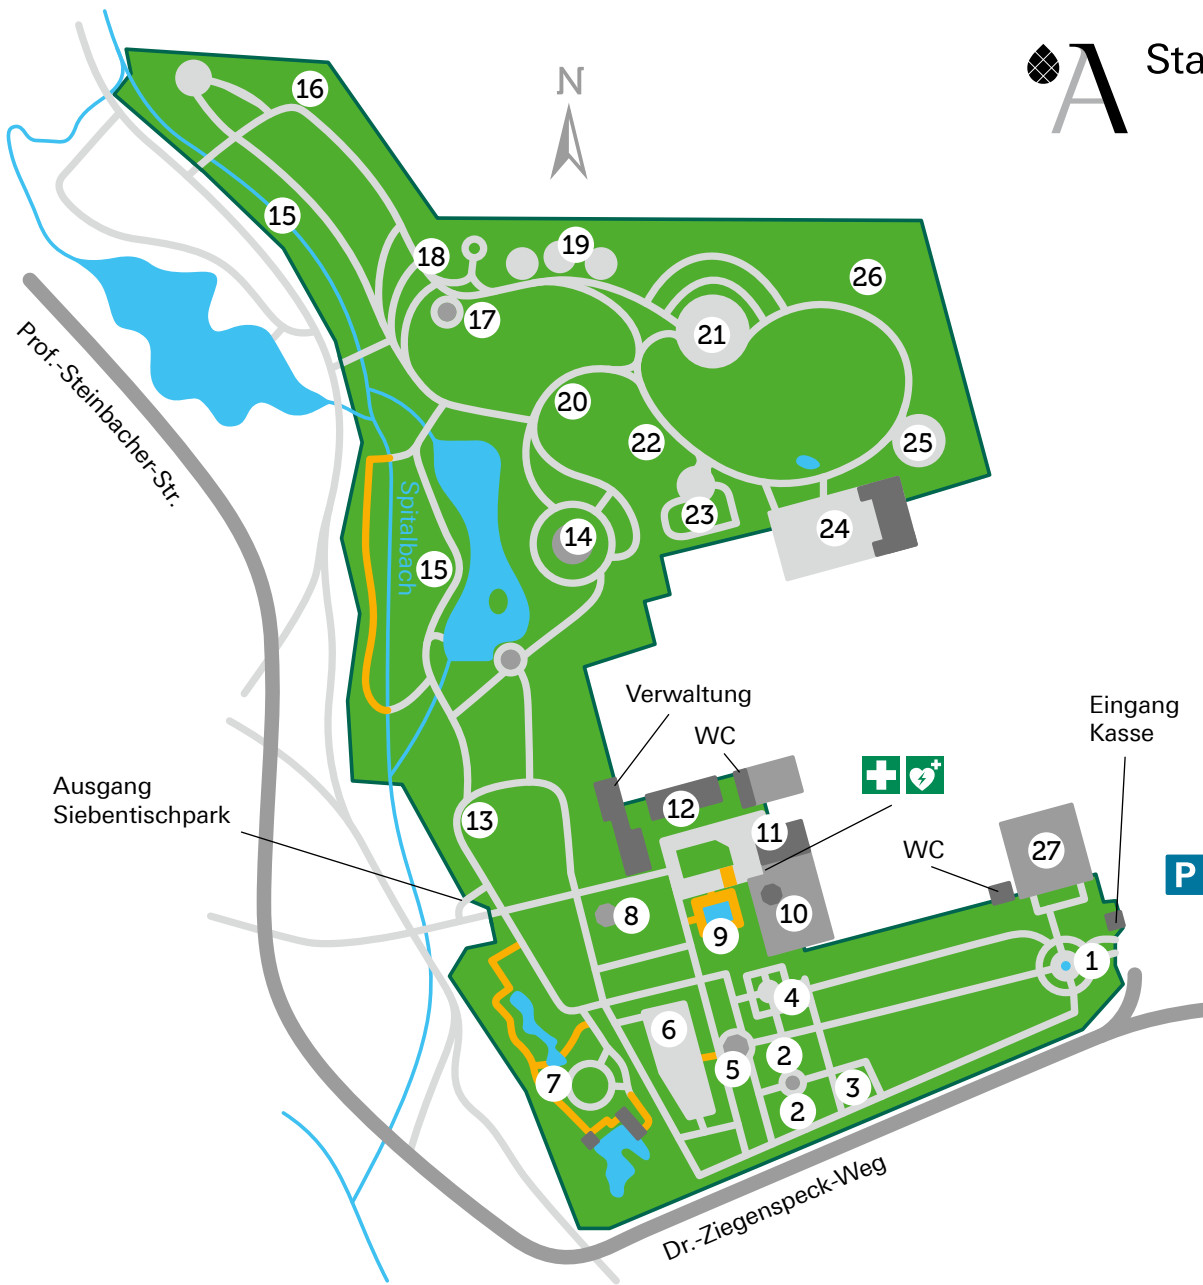 Sta
N
16
15
18
19
26
17
21
20
22
25
Prof.-Steinbacher-Str.
23
24
14
Spitalbach
15
Verwaltung
WC
Eingang
Kasse
Ausgang
Siebentischpark
12
13
11
WC
27
P
8
10
9
1
4
6
2
5
7
3
2
Dr.-Ziegenspeck-Weg